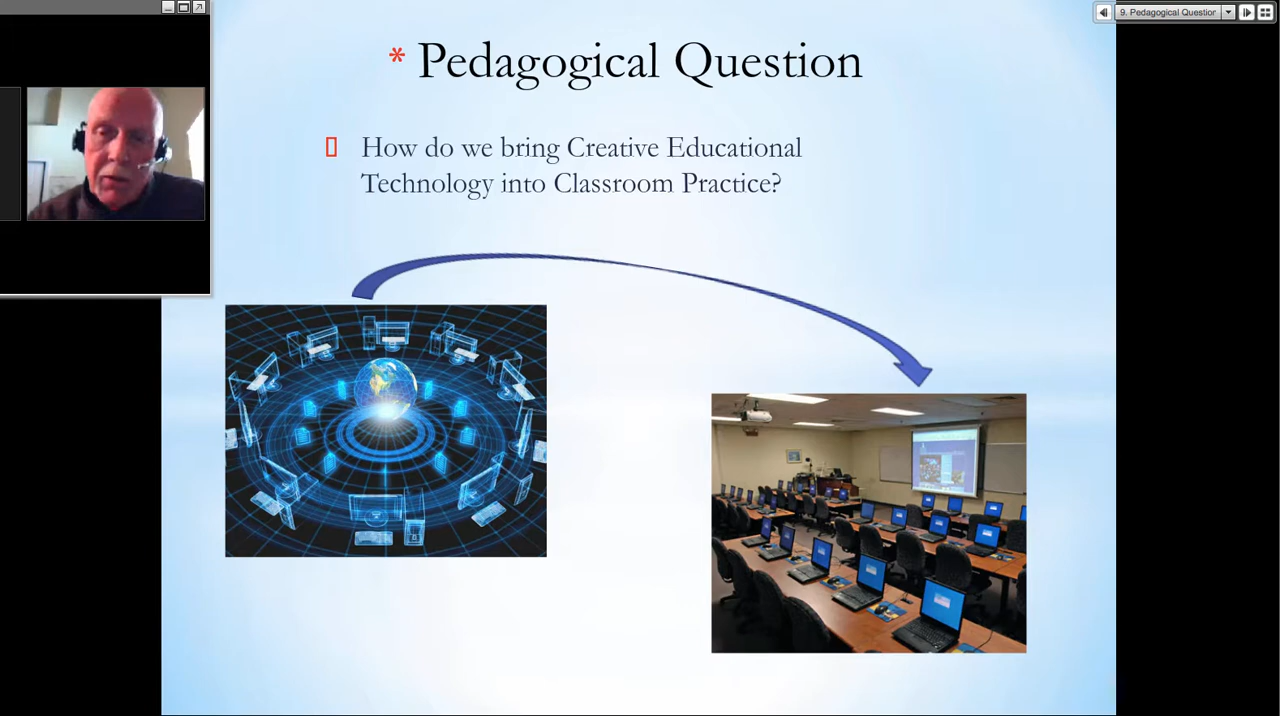 9. Pedagogical Question
* Pedagogical Question
How do we bring Creative Educational
Technology into Classroom Practice?